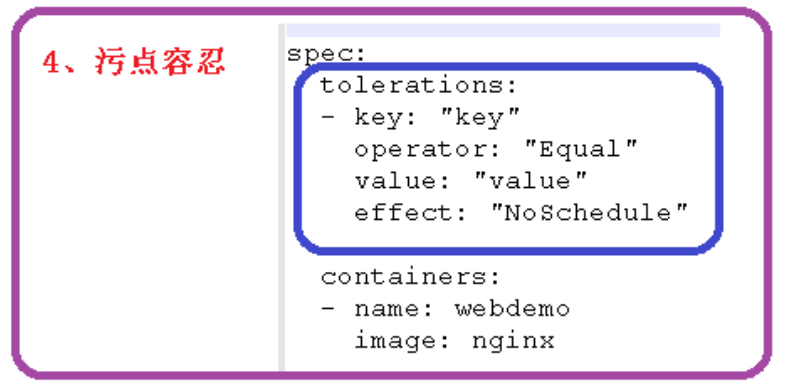 4、污点容忍
spec:
  tolerations:
  - key: "key"
    operator: "Equal"
    value: "value"
    effect: "NoSchedule"
  containers:
  - name: webdemo
    image: nginx